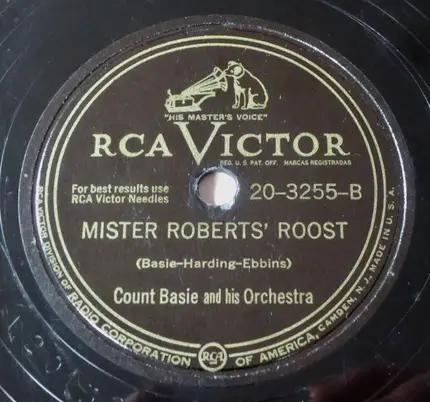 "HIS MASTER'S VOICE"
RCA VICTOR
REG. U. S. PAT. OFF. MARCAS REGISTRADAS
For best results use
RCA Victor Needles
20-3255-B
MISTER ROBERTS' ROOST
(Basie-Harding-Ebbins)
Count Basie and his Orchestra
RCA VICTOR DIVISION OF RADIO CORPORATION OF AMERICA, CAMDEN, N. J. MADE IN U. S. A.
RCA